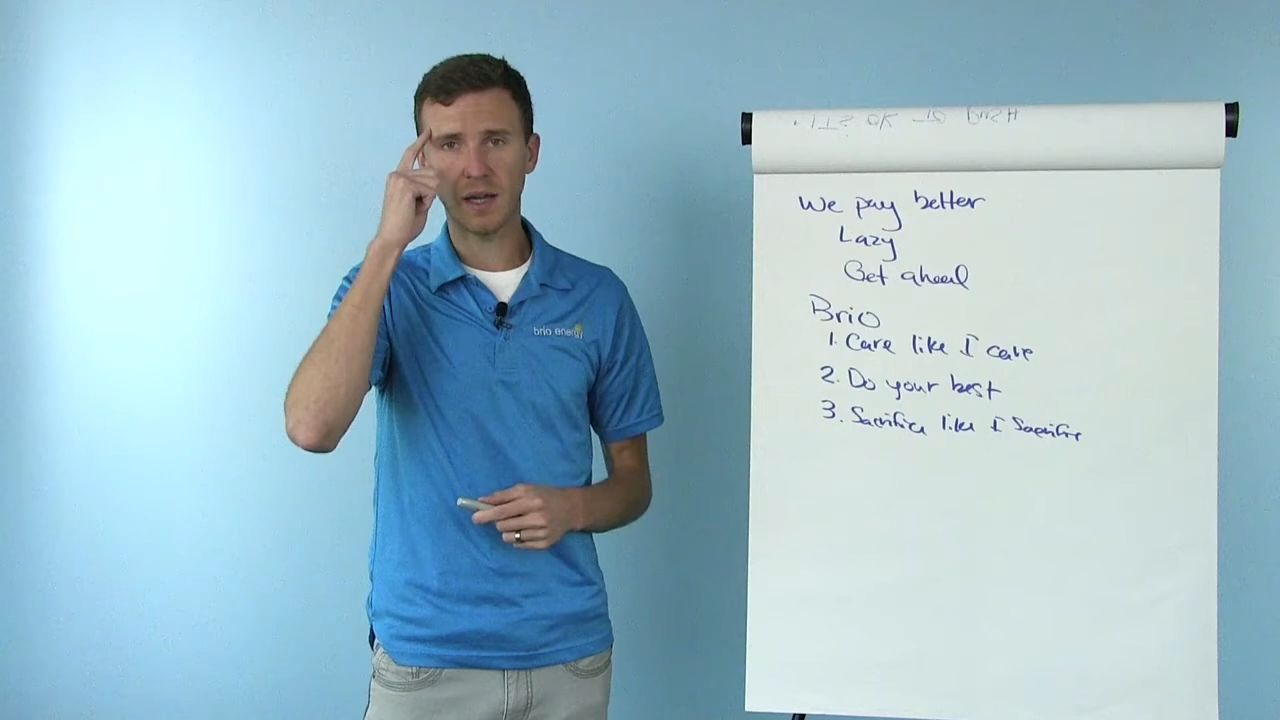 We pay better
Lazy
Get ahead
Brio
1. Care like I care
2. Do your best
3. Sacrifice like I Sacrifice
brio energy